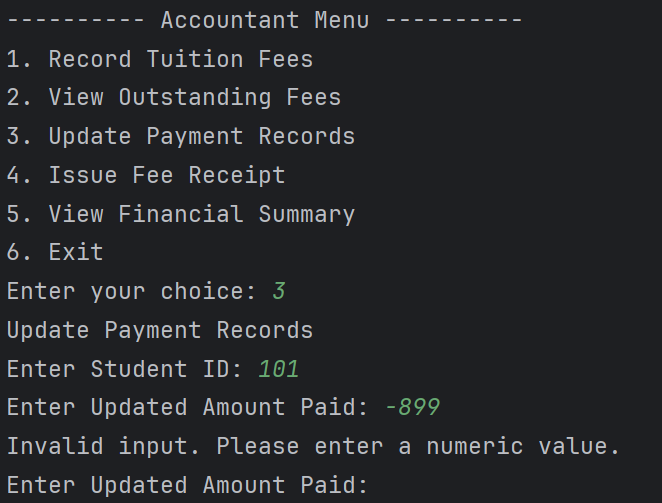 ---------- Accountant Menu ----------
1. Record Tuition Fees
2. View Outstanding Fees
3. Update Payment Records
4. Issue Fee Receipt
5. View Financial Summary
6. Exit
Enter your choice: 3
Update Payment Records
Enter Student ID: 101
Enter Updated Amount Paid: -899
Invalid input. Please enter a numeric value.
Enter Updated Amount Paid: